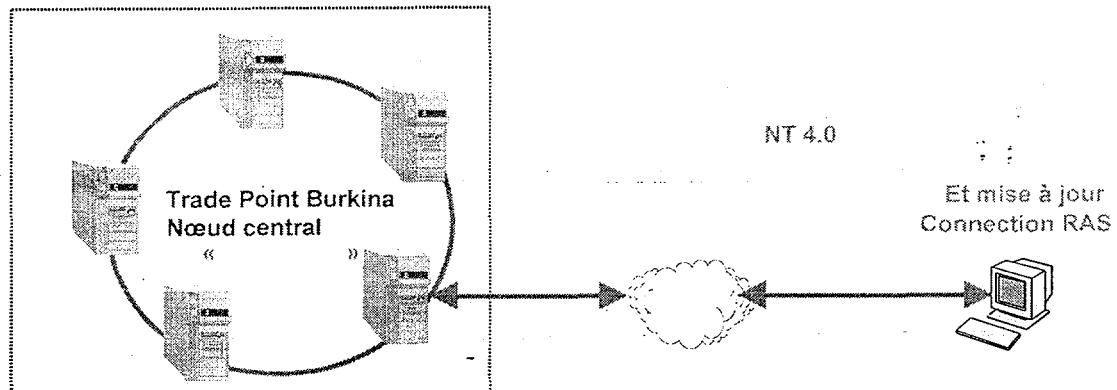 NT 4.0
Trade Point Burkina
Nœud central
« »
Et mise à jour
Connection RAS